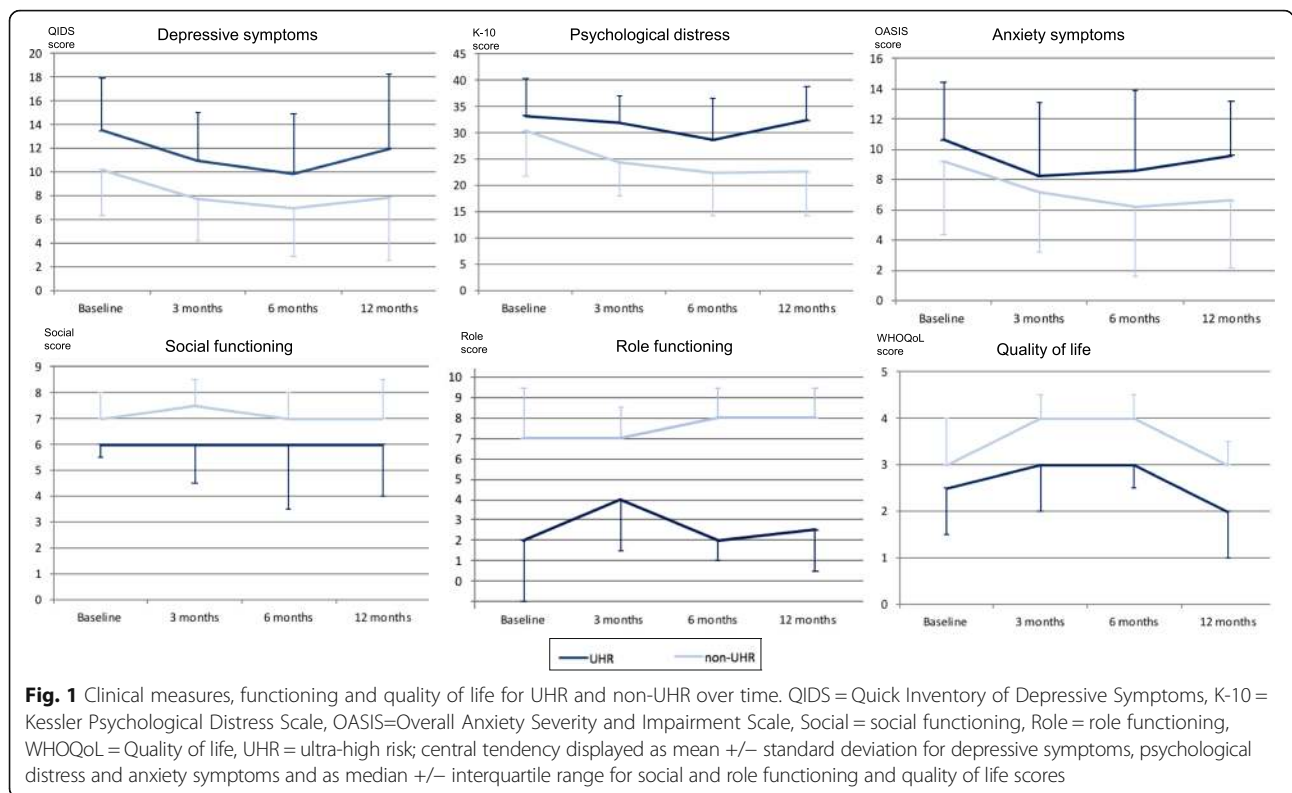 QIDS
score
Depressive symptoms
20
18
16
14
12
10
8
6
4
2
0
Baseline 3 months 6 months 12 months
K-10
score
Psychological distress
45
40
35
30
25
20
15
10
5
0
Baseline 3 months 6 months 12 months
OASIS
score
Anxiety symptoms
16
14
12
10
8
6
4
2
0
Baseline 3 months 6 months 12 months
Social
score
Social functioning
9
8
7
6
5
4
3
2
1
0
Baseline 3 months 6 months 12 months
Role
score
Role functioning
10
9
8
7
6
5
4
3
2
1
0
Baseline 3 months 6 months 12 months
WHOQoL
score
Quality of life
5
4
3
2
1
0
Baseline 3 months 6 months 12 months
UHR non-UHR
Fig. 1 Clinical measures, functioning and quality of life for UHR and non-UHR over time. QIDS = Quick Inventory of Depressive Symptoms, K-10 =
Kessler Psychological Distress Scale, OASIS=Overall Anxiety Severity and Impairment Scale, Social = social functioning, Role = role functioning,
WHOQoL = Quality of life, UHR = ultra-high risk; central tendency displayed as mean +/− standard deviation for depressive symptoms, psychological
distress and anxiety symptoms and as median +/− interquartile range for social and role functioning and quality of life scores